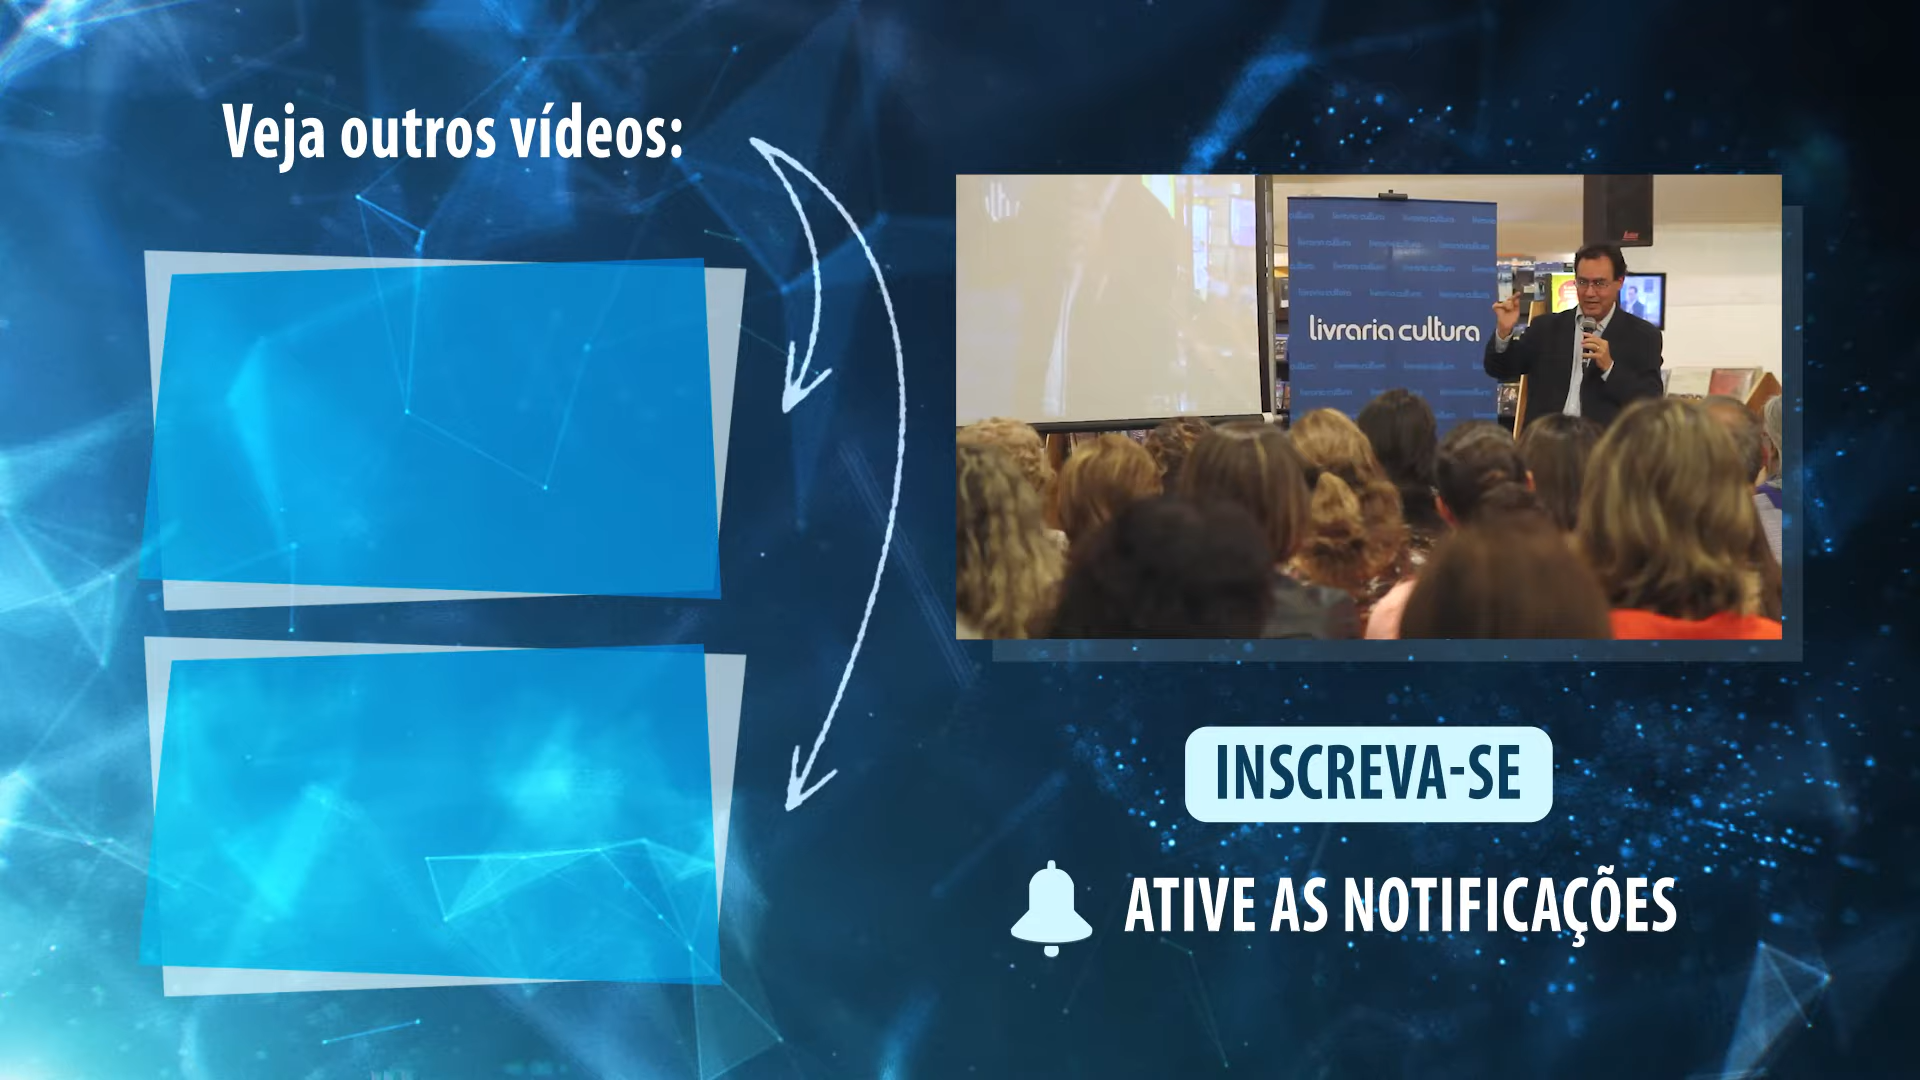 Veja outros vídeos:
livraria cultura
INSCREVA-SE
ATIVE AS NOTIFICAÇÕES